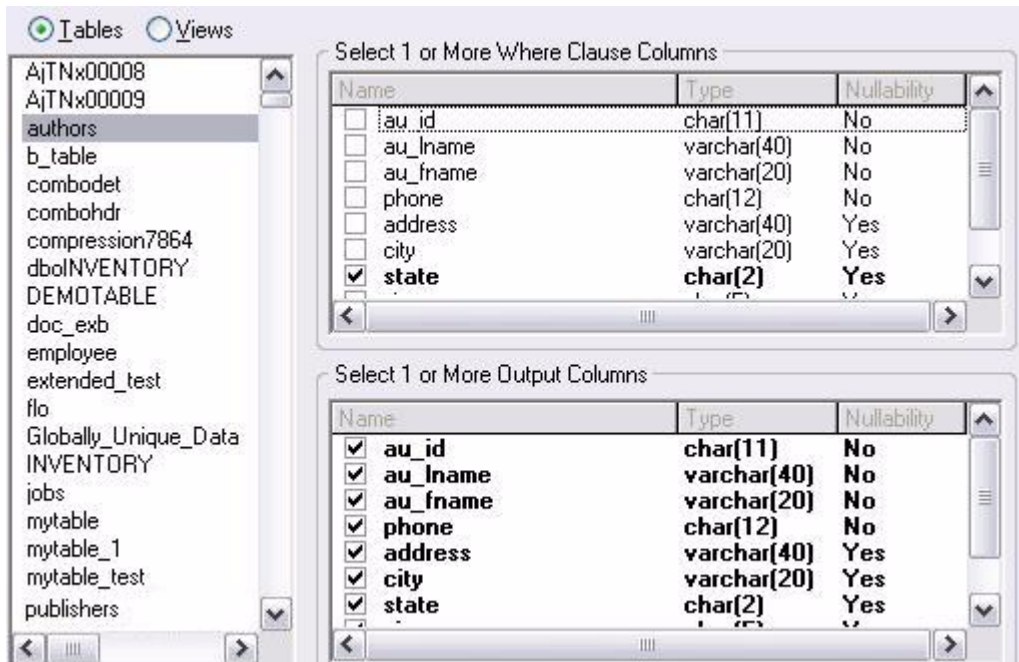 Tables Views
AjTNx00008
AjTNx00009
authors
b_table
combodet
combohdr
compression7864
dboINVENTORY
DEMOTABLE
doc_exb
employee
extended_test
flo
Globally_Unique_Data
INVENTORY
jobs
mytable
mytable_1
mytable_test
publishers
Select 1 or More Where Clause Columns
Name Type Nullability
au_id char(11) No
au_lname varchar(40) No
au_fname varchar(20) No
phone char(12) No
address varchar(40) Yes
city varchar(20) Yes
state char(2) Yes
Select 1 or More Output Columns
Name Type Nullability
au_id char(11) No
au_lname varchar(40) No
au_fname varchar(20) No
phone char(12) No
address varchar(40) Yes
city varchar(20) Yes
state char(2) Yes